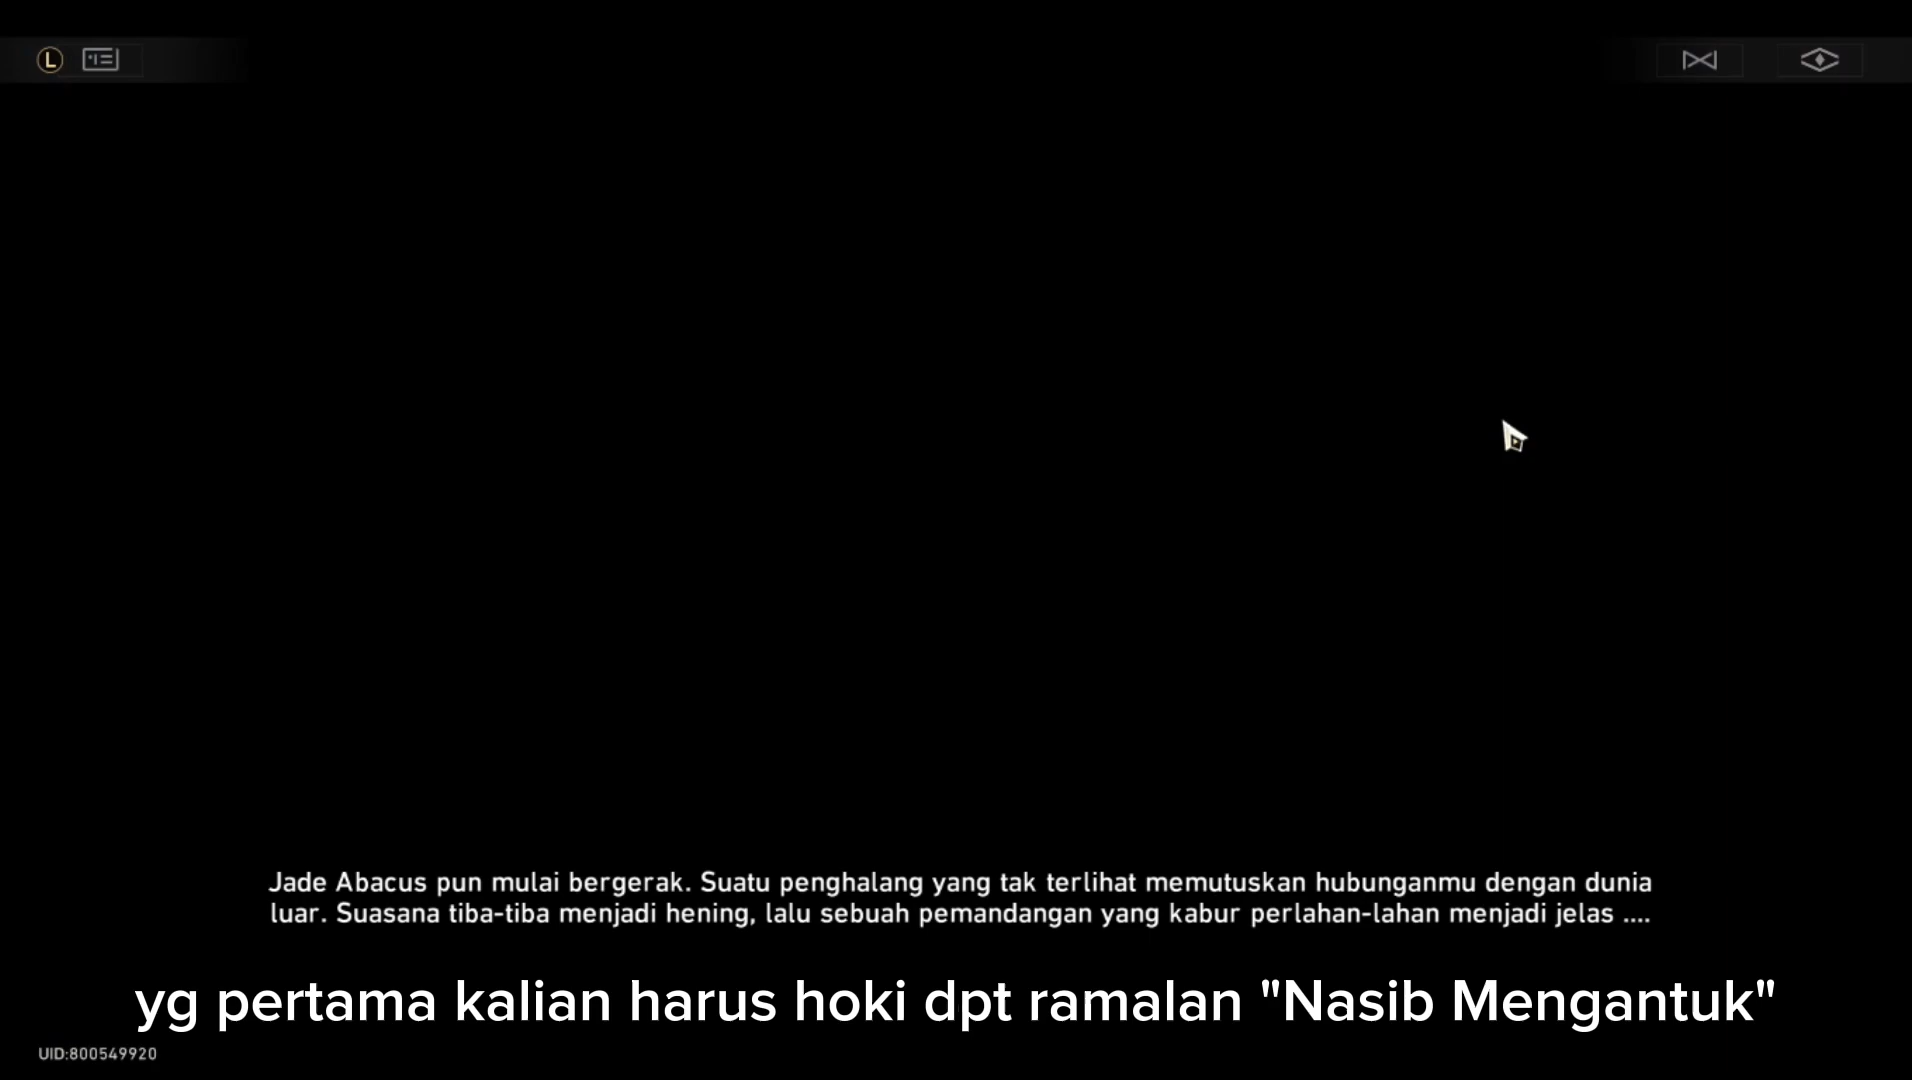 L
Jade Abacus pun mulai bergerak. Suatu penghalang yang tak terlihat memutuskan hubunganmu dengan dunia
luar. Suasana tiba-tiba menjadi hening, lalu sebuah pemandangan yang kabur perlahan-lahan menjadi jelas ....
yg pertama kalian harus hoki dpt ramalan "Nasib Mengantuk"
UID:800549920